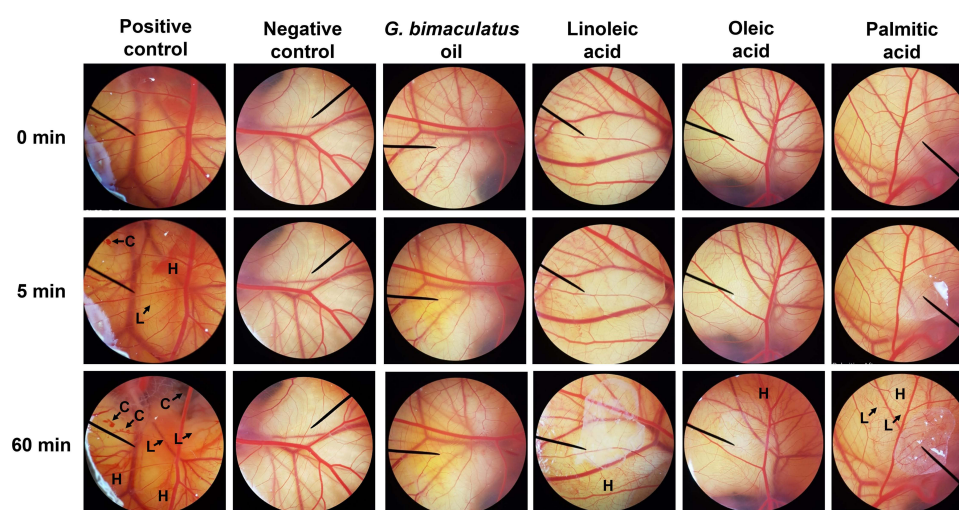 Positive control
Negative control
G. bimaculatus oil
Linoleic acid
Oleic acid
Palmitic acid
0 min
5 min
C
H
L
60 min
C
C
C
L
L
H
H
H
H
H
L
L